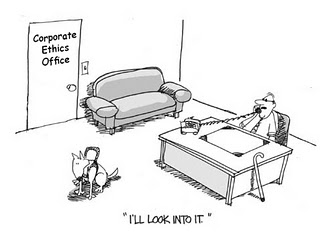 Corporate
Ethics
Office
"I'LL LOOK INTO IT."